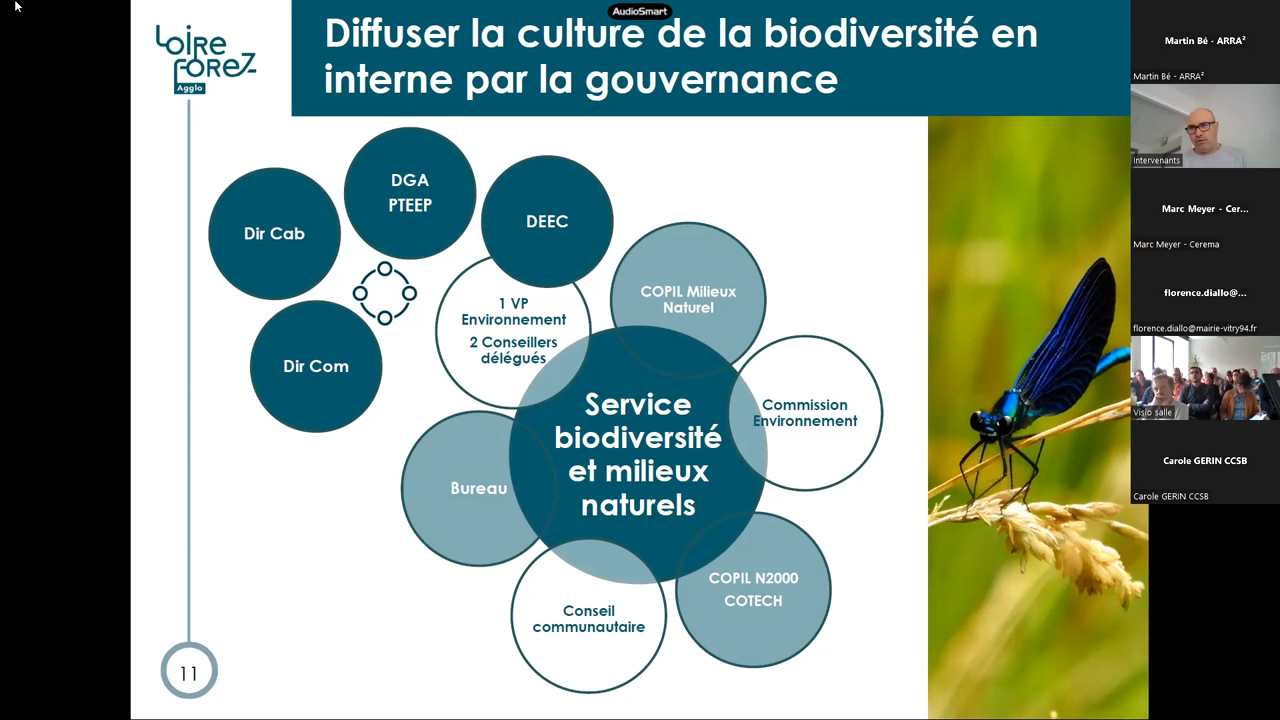 AudioSmart
Loire
Forez
Agglo
Diffuser la culture de la biodiversité en
interne par la gouvernance
DGA
PTEEP
Dir Cab
DEEC
Dir Com
1 VP
Environnement
2 Conseillers
délégués
COPIL Milieux
Naturel
Commission
Environnement
Service
biodiversité
et milieux
naturels
Bureau
COPIL N2000
COTECH
Conseil
communautaire
11
Martin Bé - ARRA²
Martin Bé - ARRA²
Intervenants
Marc Meyer - Cer...
Marc Meyer - Cerema
florence.diallo@...
florence.diallo@mairie-vitry94.fr
Visio salle
Carole GERIN CCSB
Carole GERIN CCSB